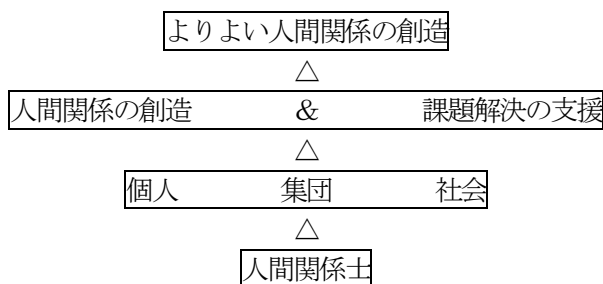 よりよい人間関係の創造
△
人間関係の創造 & 課題解決の支援
△
個人 集団 社会
△
人間関係士